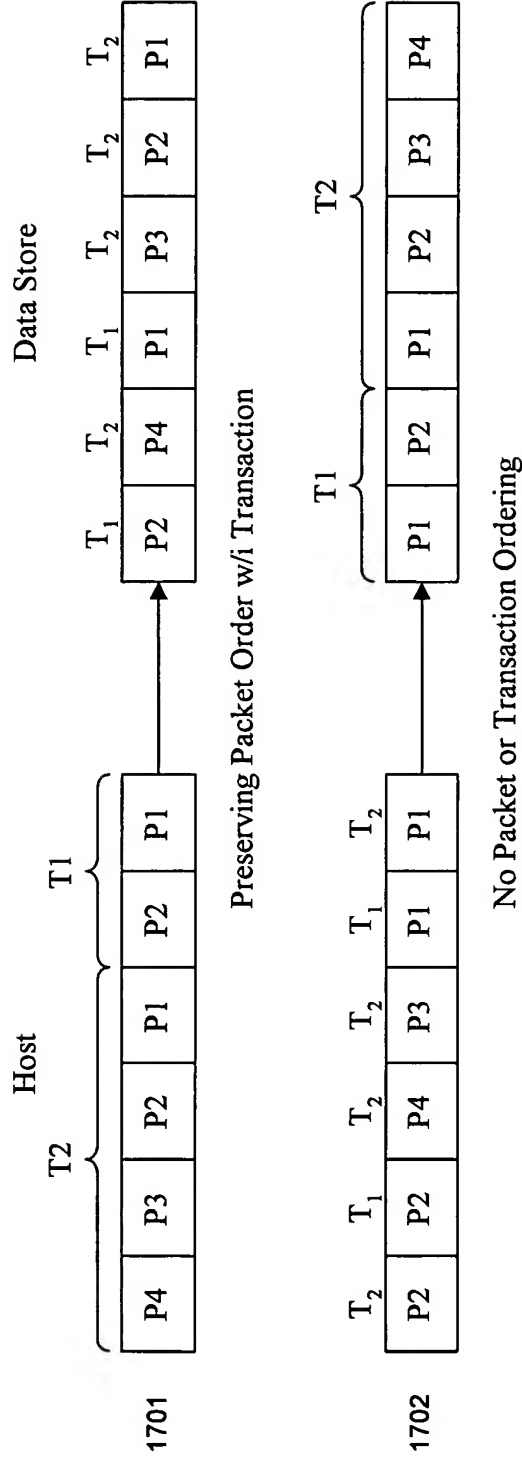 Host Data Store
T2 T1 T₁ T₂ T₁ T₂ T₂ T₂
1701 P4 P3 P2 P1 P2 P1 P2 P4 P1 P3 P2 P1
Preserving Packet Order w/i Transaction
T₂ T₁ T₂ T₂ T₁ T₂ T1 T2
1702 P2 P2 P4 P3 P1 P1 P1 P2 P1 P2 P3 P4
No Packet or Transaction Ordering